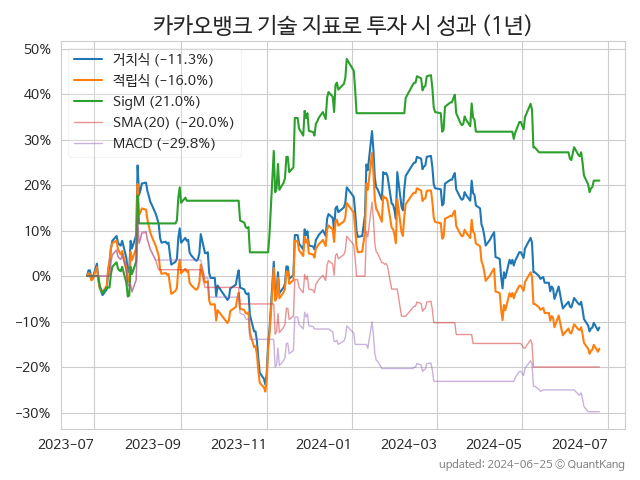 카카오뱅크 기술 지표로 투자 시 성과 (1년)
50%
40%
30%
20%
10%
0%
−10%
−20%
−30%
거치식 (−11.3%)
적립식 (−16.0%)
SigM (21.0%)
SMA(20) (−20.0%)
MACD (−29.8%)
2023-07 2023-09 2023-11 2024-01 2024-03 2024-05 2024-07
updated: 2024-06-25 © QuantKang